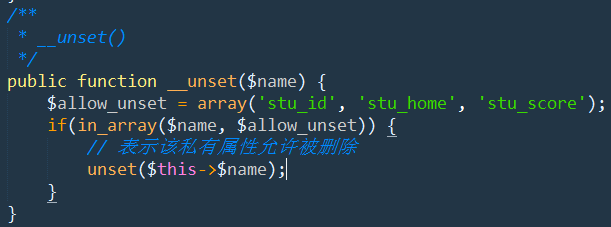 /**
 * __unset()
 */
public function __unset($name) {
    $allow_unset = array('stu_id', 'stu_home', 'stu_score');
    if(in_array($name, $allow_unset)) {
        // 表示该私有属性允许被删除
        unset($this->$name);
    }
}